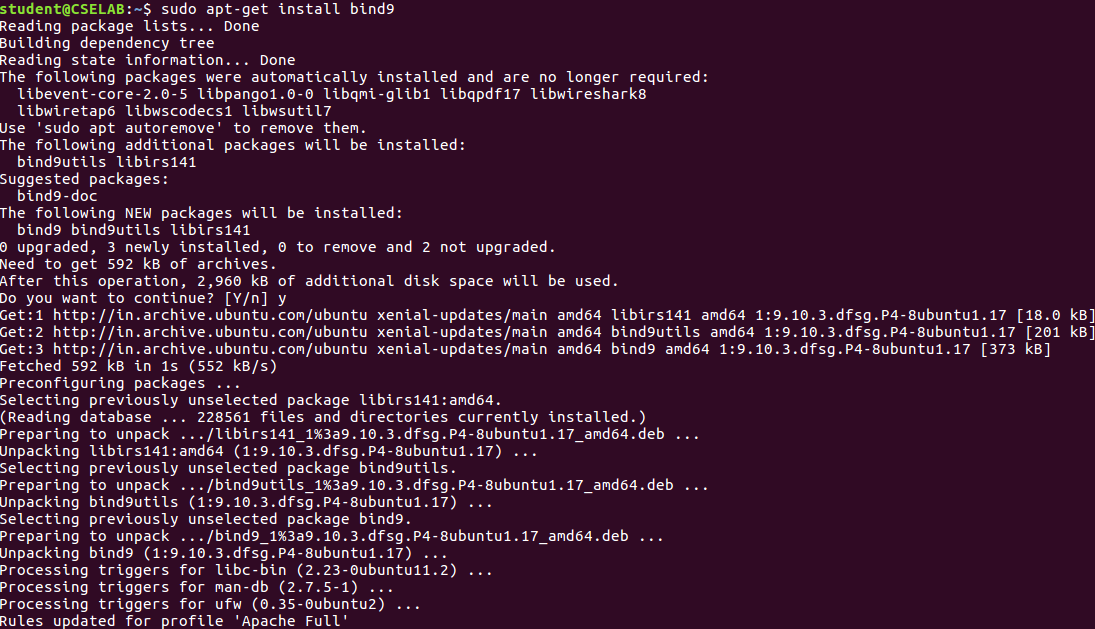 student@CSELAB:~$ sudo apt-get install bind9
Reading package lists... Done
Building dependency tree
Reading state information... Done
The following packages were automatically installed and are no longer required:
  libevent-core-2.0-5 libpango1.0-0 libqmi-glib1 libqpdf17 libwireshark8
  libwiretap6 libwscodecs1 libwsutil7
Use 'sudo apt autoremove' to remove them.
The following additional packages will be installed:
  bind9utils libirs141
Suggested packages:
  bind9-doc
The following NEW packages will be installed:
  bind9 bind9utils libirs141
0 upgraded, 3 newly installed, 0 to remove and 2 not upgraded.
Need to get 592 kB of archives.
After this operation, 2,960 kB of additional disk space will be used.
Do you want to continue? [Y/n] y
Get:1 http://in.archive.ubuntu.com/ubuntu xenial-updates/main amd64 libirs141 amd64 1:9.10.3.dfsg.P4-8ubuntu1.17 [18.0 kB]
Get:2 http://in.archive.ubuntu.com/ubuntu xenial-updates/main amd64 bind9utils amd64 1:9.10.3.dfsg.P4-8ubuntu1.17 [201 kB]
Get:3 http://in.archive.ubuntu.com/ubuntu xenial-updates/main amd64 bind9 amd64 1:9.10.3.dfsg.P4-8ubuntu1.17 [373 kB]
Fetched 592 kB in 1s (552 kB/s)
Preconfiguring packages ...
Selecting previously unselected package libirs141:amd64.
(Reading database ... 228561 files and directories currently installed.)
Preparing to unpack .../libirs141_1%3a9.10.3.dfsg.P4-8ubuntu1.17_amd64.deb ...
Unpacking libirs141:amd64 (1:9.10.3.dfsg.P4-8ubuntu1.17) ...
Selecting previously unselected package bind9utils.
Preparing to unpack .../bind9utils_1%3a9.10.3.dfsg.P4-8ubuntu1.17_amd64.deb ...
Unpacking bind9utils (1:9.10.3.dfsg.P4-8ubuntu1.17) ...
Selecting previously unselected package bind9.
Preparing to unpack .../bind9_1%3a9.10.3.dfsg.P4-8ubuntu1.17_amd64.deb ...
Unpacking bind9 (1:9.10.3.dfsg.P4-8ubuntu1.17) ...
Processing triggers for libc-bin (2.23-0ubuntu11.2) ...
Processing triggers for man-db (2.7.5-1) ...
Processing triggers for ufw (0.35-0ubuntu2) ...
Rules updated for profile 'Apache Full'